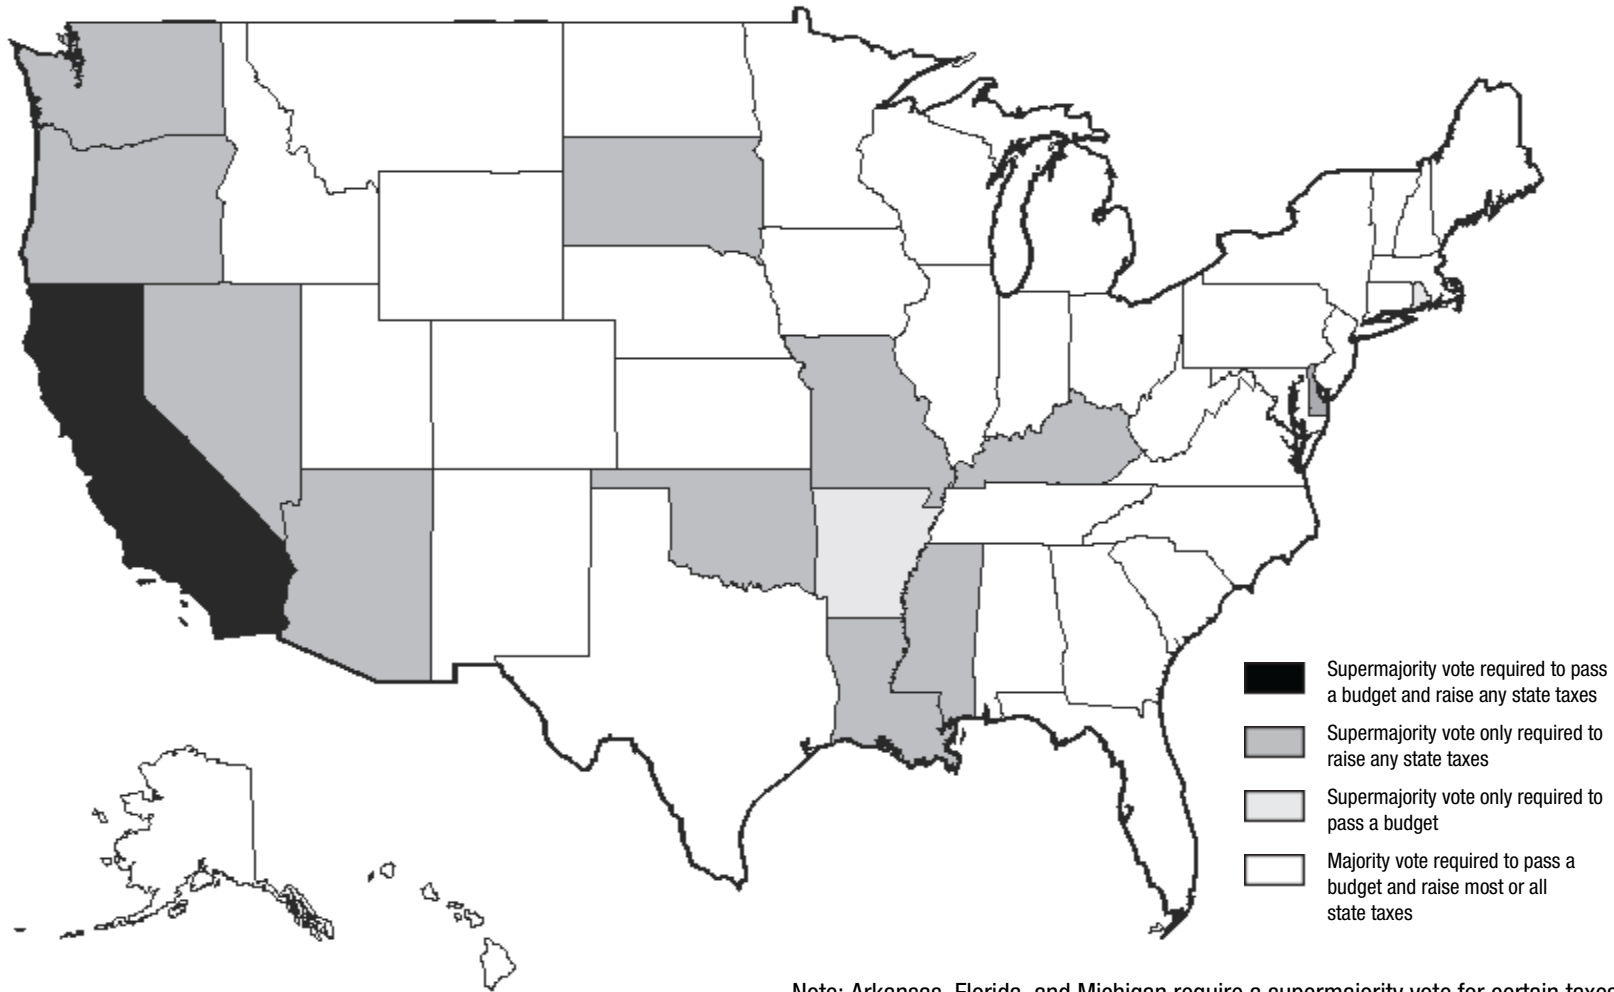 Supermajority vote required to pass
a budget and raise any state taxes
Supermajority vote only required to
raise any state taxes
Supermajority vote only required to
pass a budget
Majority vote required to pass a
budget and raise most or all
state taxes
Note: Arkansas, Florida, and Michigan require a supermajority vote for certain taxes